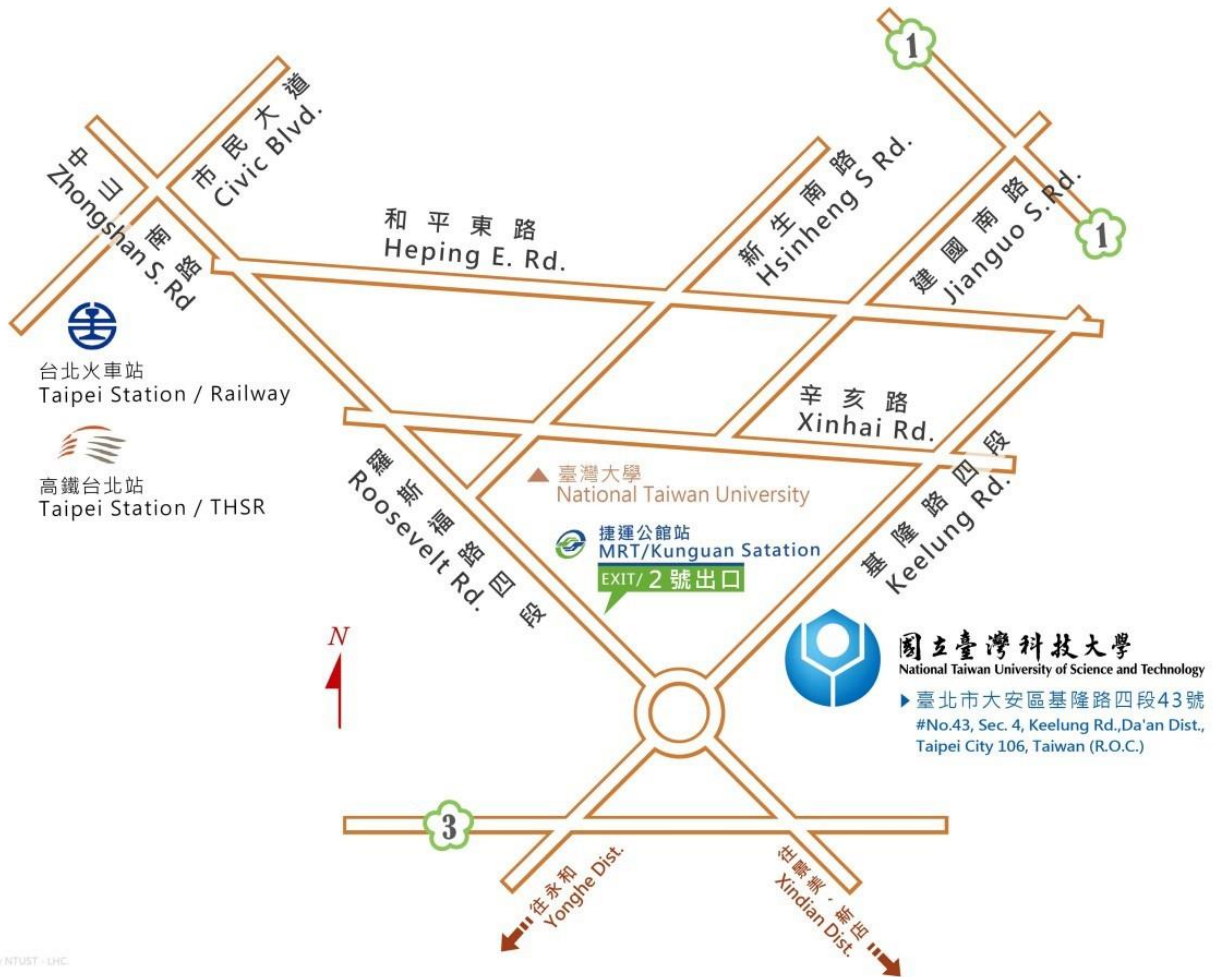 1
1
市民大道
Civic Blvd.
中山南路
Zhongshan S. Rd
和平東路
Heping E. Rd.
新生南路
Hsinheng S Rd.
建國南路
Jianguo S.Rd.
台北火車站
Taipei Station / Railway
高鐵台北站
Taipei Station / THSR
辛亥路
Xinhai Rd.
羅斯福路四段
Roosevelt Rd.
臺灣大學
National Taiwan University
捷運公館站
MRT/Kunguan Satation
EXIT/ 2 號出口
基隆路四段
Keelung Rd.
N
國立臺灣科技大學
National Taiwan University of Science and Technology
臺北市大安區基隆路四段43號
#No.43, Sec. 4, Keelung Rd.,Da'an Dist.,
Taipei City 106, Taiwan (R.O.C.)
3
往永和
Yonghe Dist.
往景美、新店
Xindian Dist.
NTUST - LHC